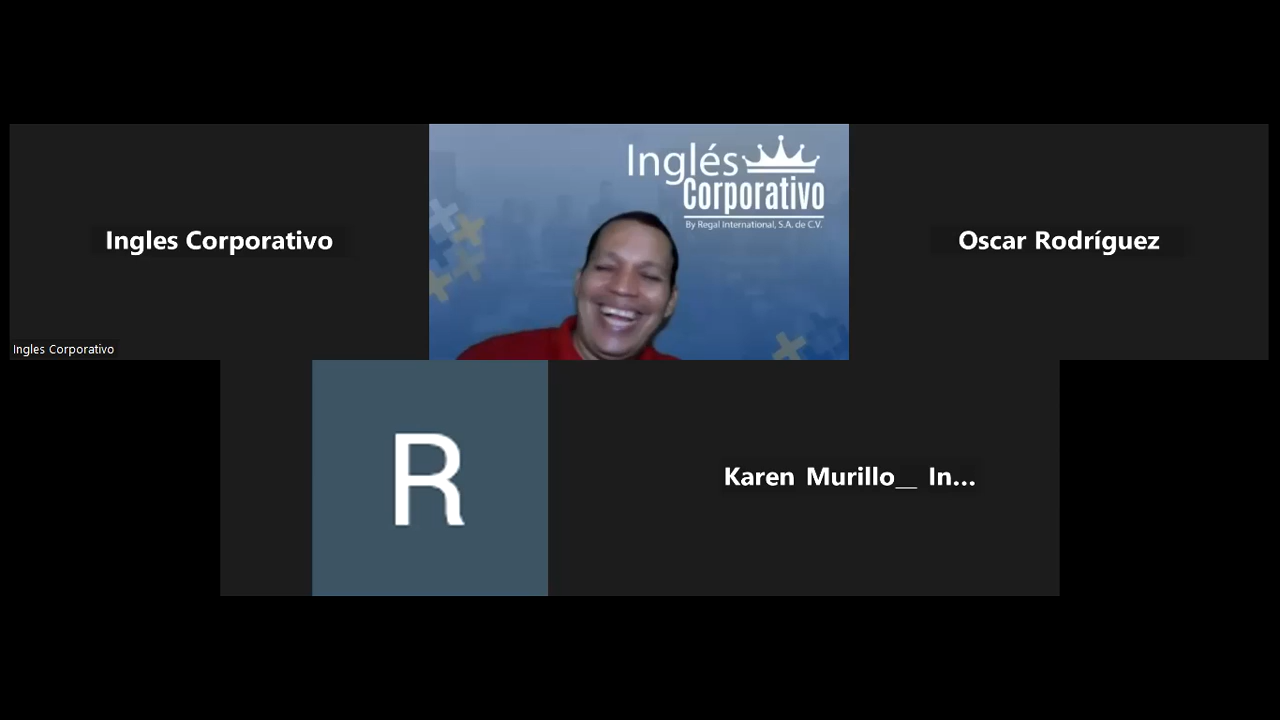 Inglés
Corporativo
By Regal International, S.A. de C.V.
Ingles Corporativo
Oscar Rodríguez
Ingles Corporativo
R
Karen Murillo__ In...